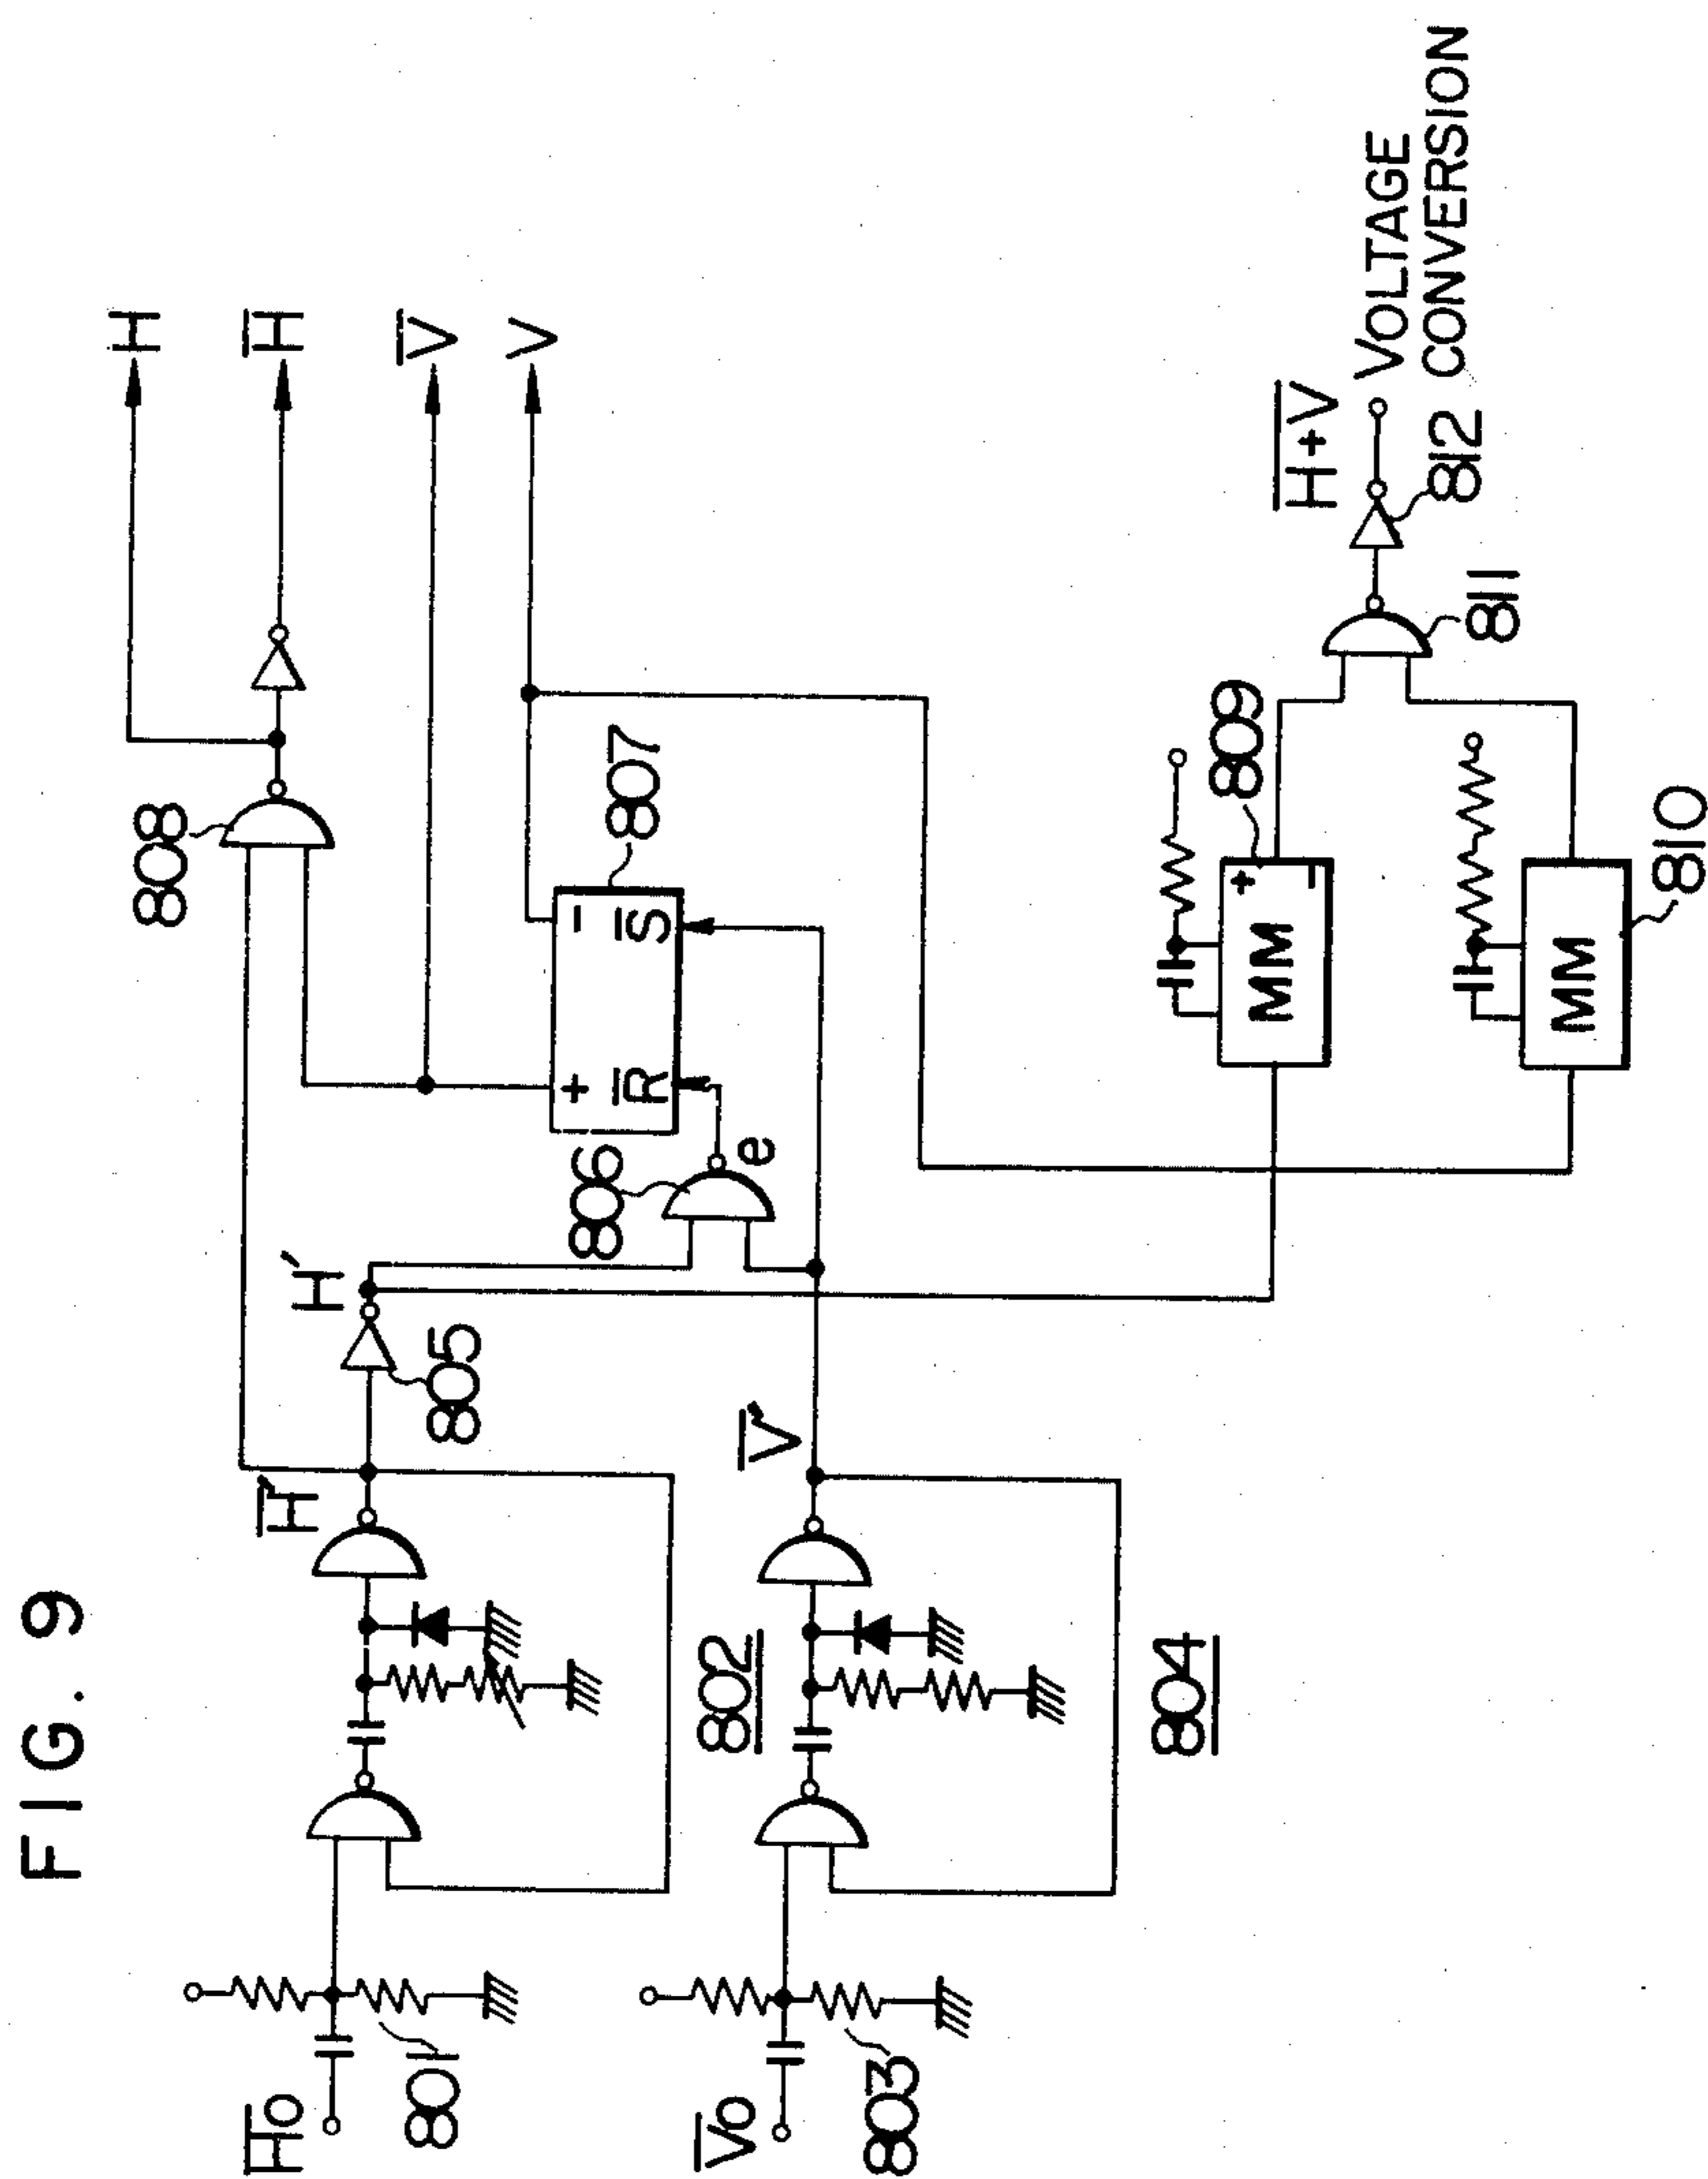 FIG. 9
H̅o
801
H̅'
805
H'
808
H
H̅
V̅
V
802
V̅o
803
804
V̅'
806
e
807
+
−
R̅
S̅
809
MM
+
−
810
MM
811
812
H̅+̅V̅
VOLTAGE
CONVERSION